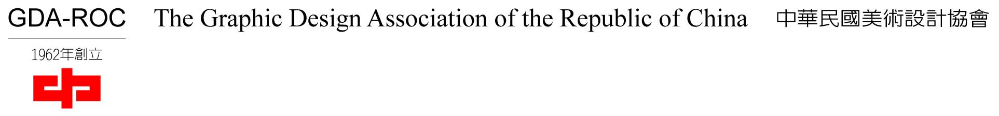 GDA-ROC The Graphic Design Association of the Republic of China 中華民國美術設計協會
1962年創立